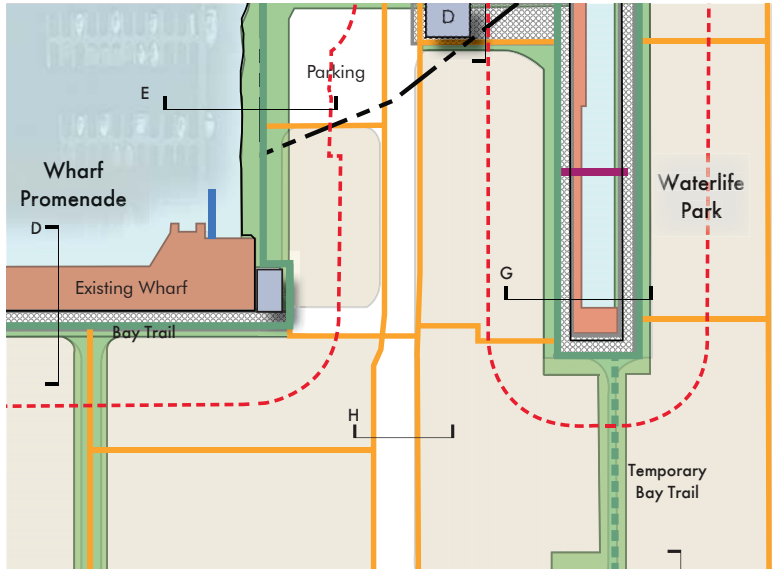 D
Parking
E
Wharf
Promenade
Waterlife
Park
D
G
Existing Wharf
Bay Trail
H
Temporary
Bay Trail